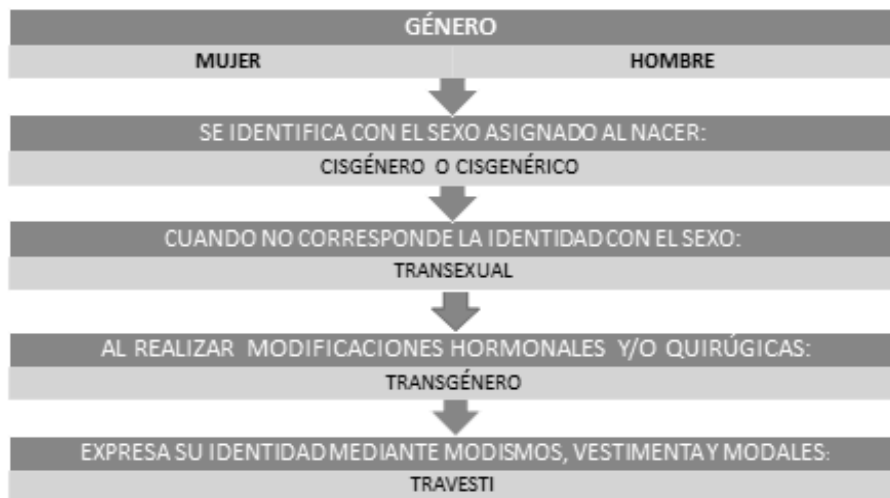 GÉNERO
MUJER HOMBRE
SE IDENTIFICA CON EL SEXO ASIGNADO AL NACER:
CISGÉNERO O CISGENÉRICO
CUANDO NO CORRESPONDE LA IDENTIDAD CON EL SEXO:
TRANSEXUAL
AL REALIZAR MODIFICACIONES HORMONALES Y/O QUIRÚGICAS:
TRANSGÉNERO
EXPRESA SU IDENTIDAD MEDIANTE MODISMOS, VESTIMENTA Y MODALES:
TRAVESTI